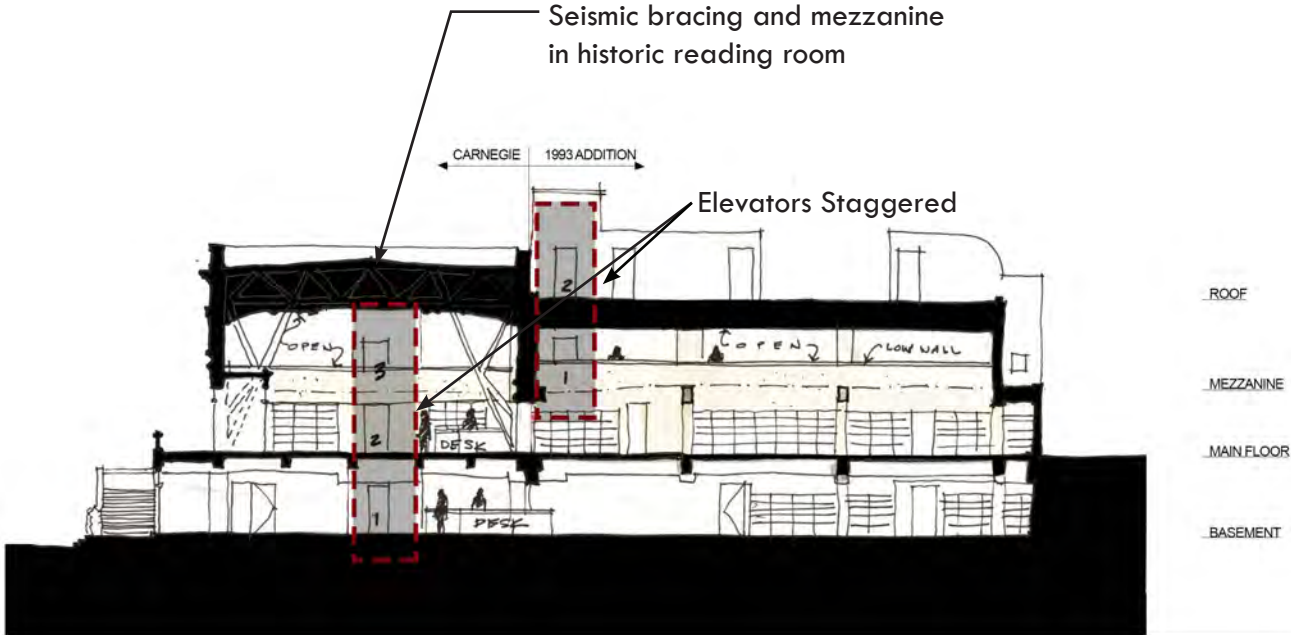 Seismic bracing and mezzanine
in historic reading room
CARNEGIE 1993 ADDITION
Elevators Staggered
2
ROOF
OPEN
OPEN
LOW WALL
3
1
MEZZANINE
2
DESK
MAIN FLOOR
1
DESK
BASEMENT